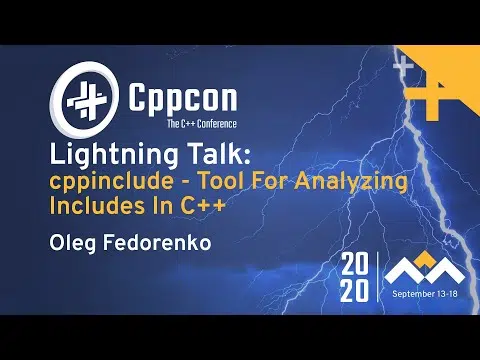 Cppcon
The C++ Conference
Lightning Talk:
cppinclude - Tool For Analyzing
Includes In C++
Oleg Fedorenko
20
20
September 13-18